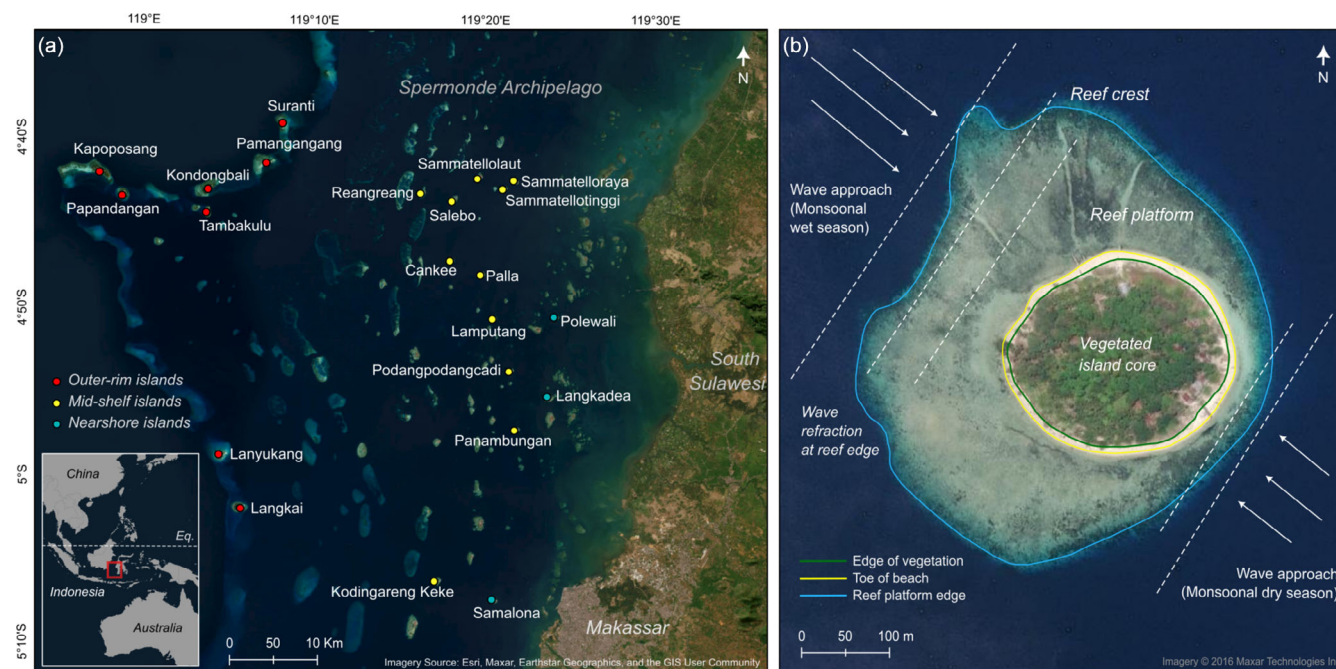 119°E
119°10'E
119°20'E
119°30'E
(a)
N
Spermonde Archipelago
4°40'S
4°50'S
5°S
5°10'S
Suranti
Pamangangang
Kapoposang
Kondongbali
Papandangan
Tambakulu
Sammatellolaut
Sammatelloraya
Reangreang
Sammatellotinggi
Salebo
Cankee
Palla
Lamputang
Polewali
Podangpodangcadi
Langkadea
South
Sulawesi
Panambungan
Outer-rim islands
Mid-shelf islands
Nearshore islands
Lanyukang
Langkai
Kodingareng Keke
Samalona
Makassar
China
Eq.
Indonesia
Australia
0 5 10 Km
Imagery Source: Esri, Maxar, Earthstar Geographics, and the GIS User Community
(b)
N
Reef crest
Wave approach
(Monsoonal
wet season)
Reef platform
Vegetated
island core
Wave
refraction
at reef edge
Edge of vegetation
Toe of beach
Reef platform edge
Wave approach
(Monsoonal dry season)
0 50 100 m
Imagery © 2016 Maxar Technologies